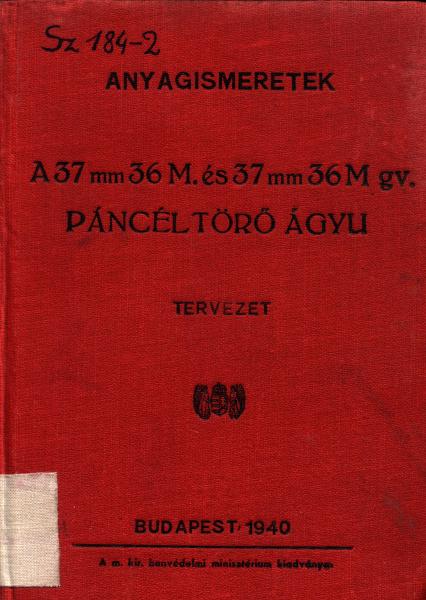 Sz 184-2
ANYAGISMERETEK
A 37 mm 36 M. és 37 mm 36 M gv.
PÁNCÉLTÖRŐ ÁGYU
TERVEZET
BUDAPEST, 1940
A m. kir. honvédelmi minisztérium kiadványa.